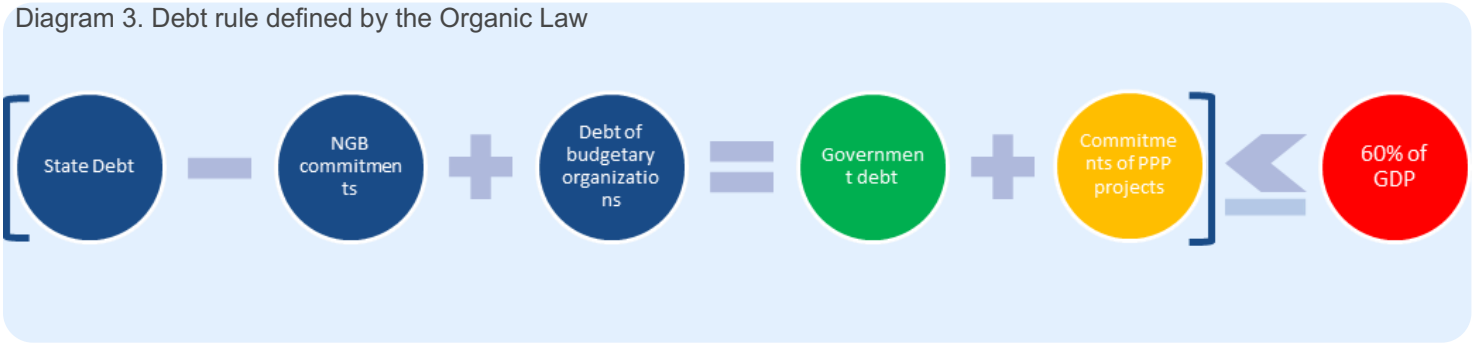 Diagram 3. Debt rule defined by the Organic Law
State Debt
NGB
commitmen
ts
Debt of
budgetary
organizatio
ns
Governmen
t debt
Commitme
nts of PPP
projects
60% of
GDP